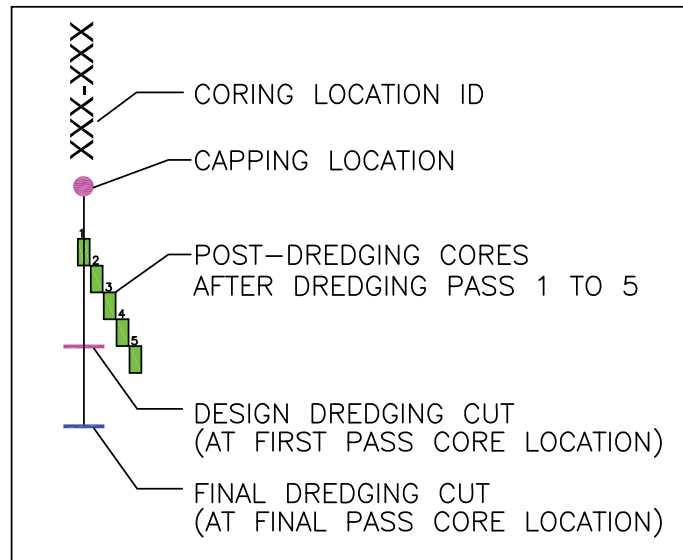 XXX-XXX
CORING LOCATION ID
CAPPING LOCATION
1
2
3
4
5
POST-DREDGING CORES
AFTER DREDGING PASS 1 TO 5
DESIGN DREDGING CUT
(AT FIRST PASS CORE LOCATION)
FINAL DREDGING CUT
(AT FINAL PASS CORE LOCATION)